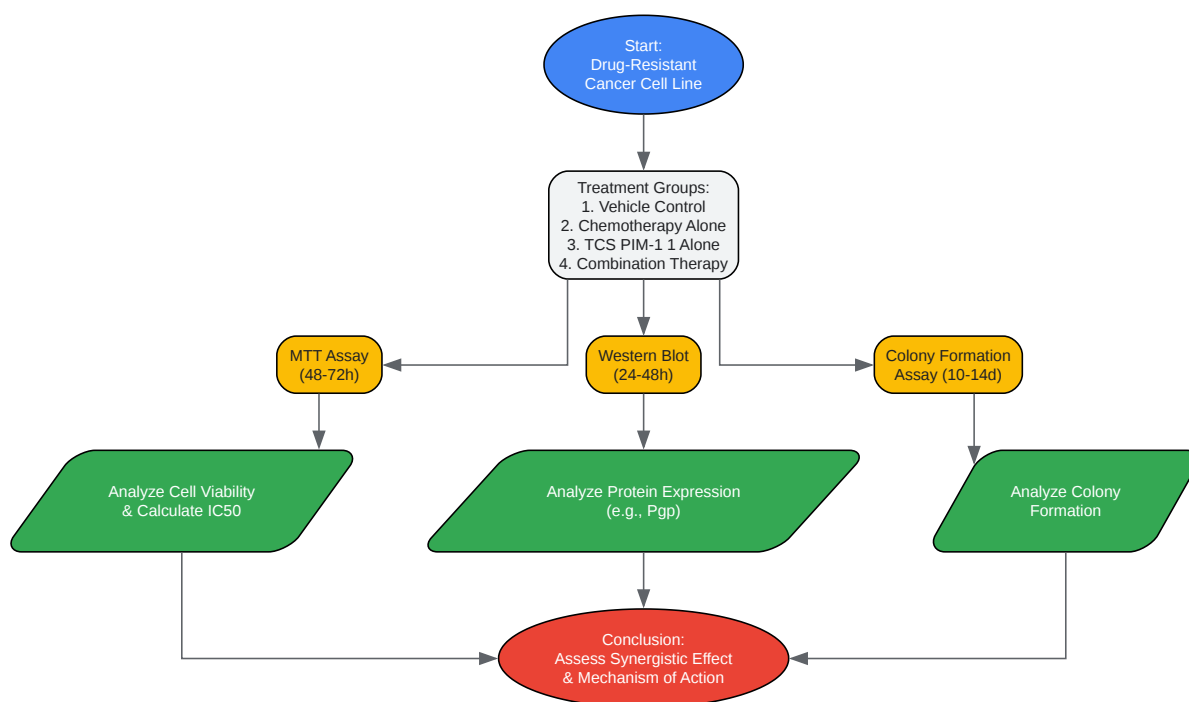 Start:
Drug-Resistant
Cancer Cell Line
Treatment Groups:
1. Vehicle Control
2. Chemotherapy Alone
3. TCS PIM-1 1 Alone
4. Combination Therapy
MTT Assay
(48-72h)
Western Blot
(24-48h)
Colony Formation
Assay (10-14d)
Analyze Cell Viability
& Calculate IC50
Analyze Protein Expression
(e.g., Pgp)
Analyze Colony
Formation
Conclusion:
Assess Synergistic Effect
& Mechanism of Action